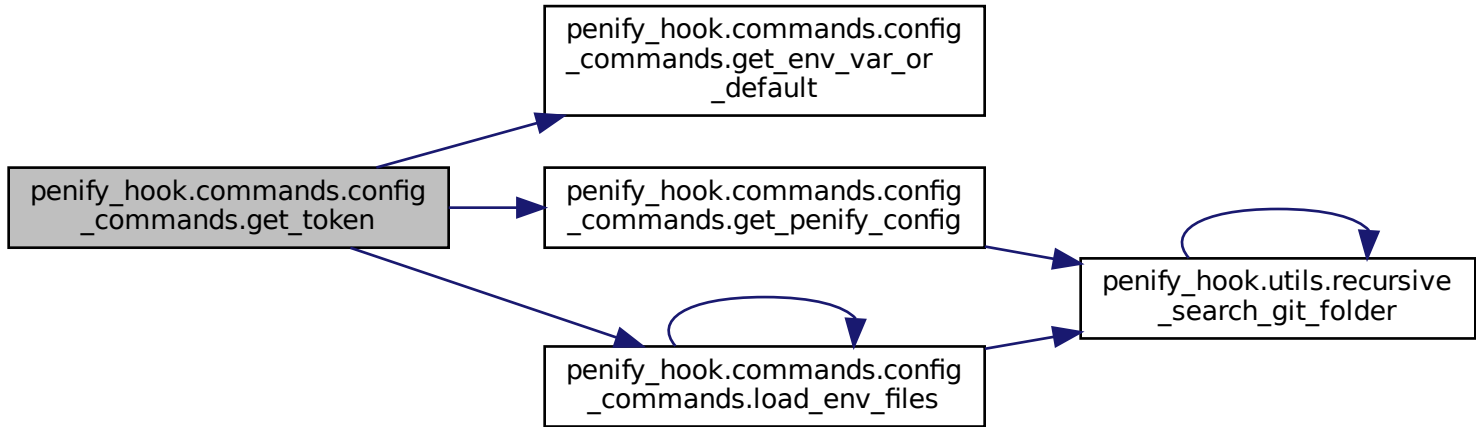 penify_hook.commands.config
_commands.get_env_var_or
_default
penify_hook.commands.config
_commands.get_token
penify_hook.commands.config
_commands.get_penify_config
penify_hook.utils.recursive
_search_git_folder
penify_hook.commands.config
_commands.load_env_files